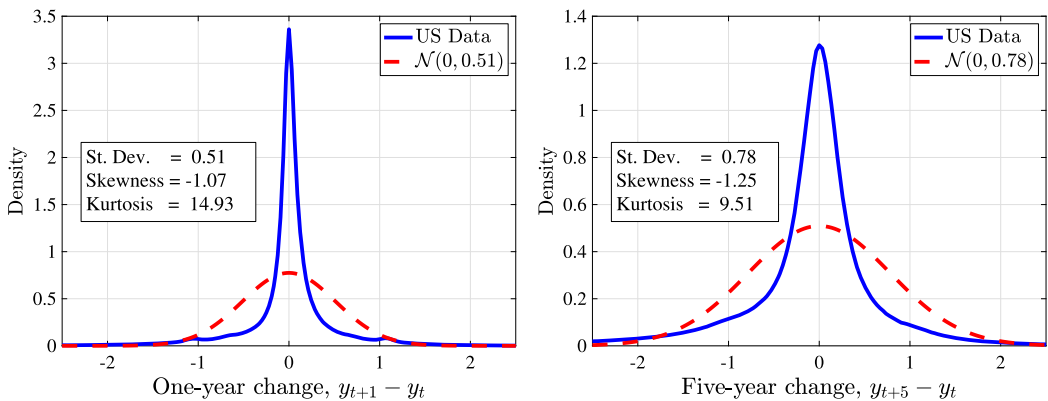 3.5
3
2.5
2
1.5
1
0.5
0
Density
US Data
N(0, 0.51)
St. Dev. = 0.51
Skewness = -1.07
Kurtosis = 14.93
-2 -1 0 1 2
One-year change, y_{t+1} − y_t
1.4
1.2
1
0.8
0.6
0.4
0.2
0
Density
US Data
N(0, 0.78)
St. Dev. = 0.78
Skewness = -1.25
Kurtosis = 9.51
-2 -1 0 1 2
Five-year change, y_{t+5} − y_t